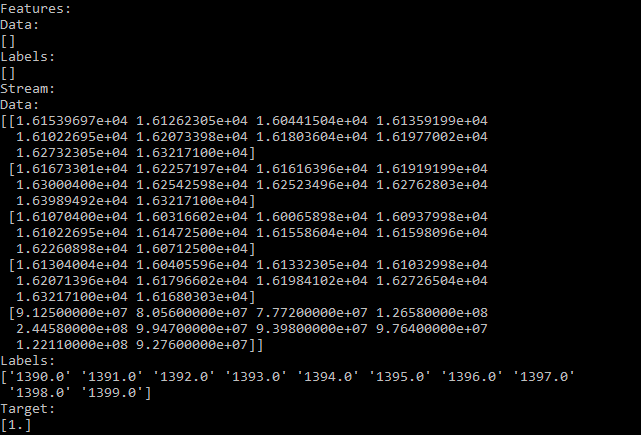 Features:
Data:
[]
Labels:
[]
Stream:
Data:
[[1.61539697e+04 1.61262305e+04 1.60441504e+04 1.61359199e+04
1.61022695e+04 1.62073398e+04 1.61803604e+04 1.61977002e+04
1.62732305e+04 1.63217100e+04]
[1.61673301e+04 1.62257197e+04 1.61616396e+04 1.61919199e+04
1.63000400e+04 1.62542598e+04 1.62523496e+04 1.62762803e+04
1.63989492e+04 1.63217100e+04]
[1.61070400e+04 1.60316602e+04 1.60065898e+04 1.60937998e+04
1.61022695e+04 1.61472500e+04 1.61558604e+04 1.61598096e+04
1.62260898e+04 1.60712500e+04]
[1.61304004e+04 1.60405596e+04 1.61332305e+04 1.61032998e+04
1.62071396e+04 1.61796602e+04 1.61984102e+04 1.62726504e+04
1.63217100e+04 1.61680303e+04]
[9.12500000e+07 8.05600000e+07 7.77200000e+07 1.26580000e+08
2.44580000e+08 9.94700000e+07 9.39800000e+07 9.76400000e+07
1.22110000e+08 9.27600000e+07]]
Labels:
['1390.0' '1391.0' '1392.0' '1393.0' '1394.0' '1395.0' '1396.0' '1397.0'
'1398.0' '1399.0']
Target:
[1.]